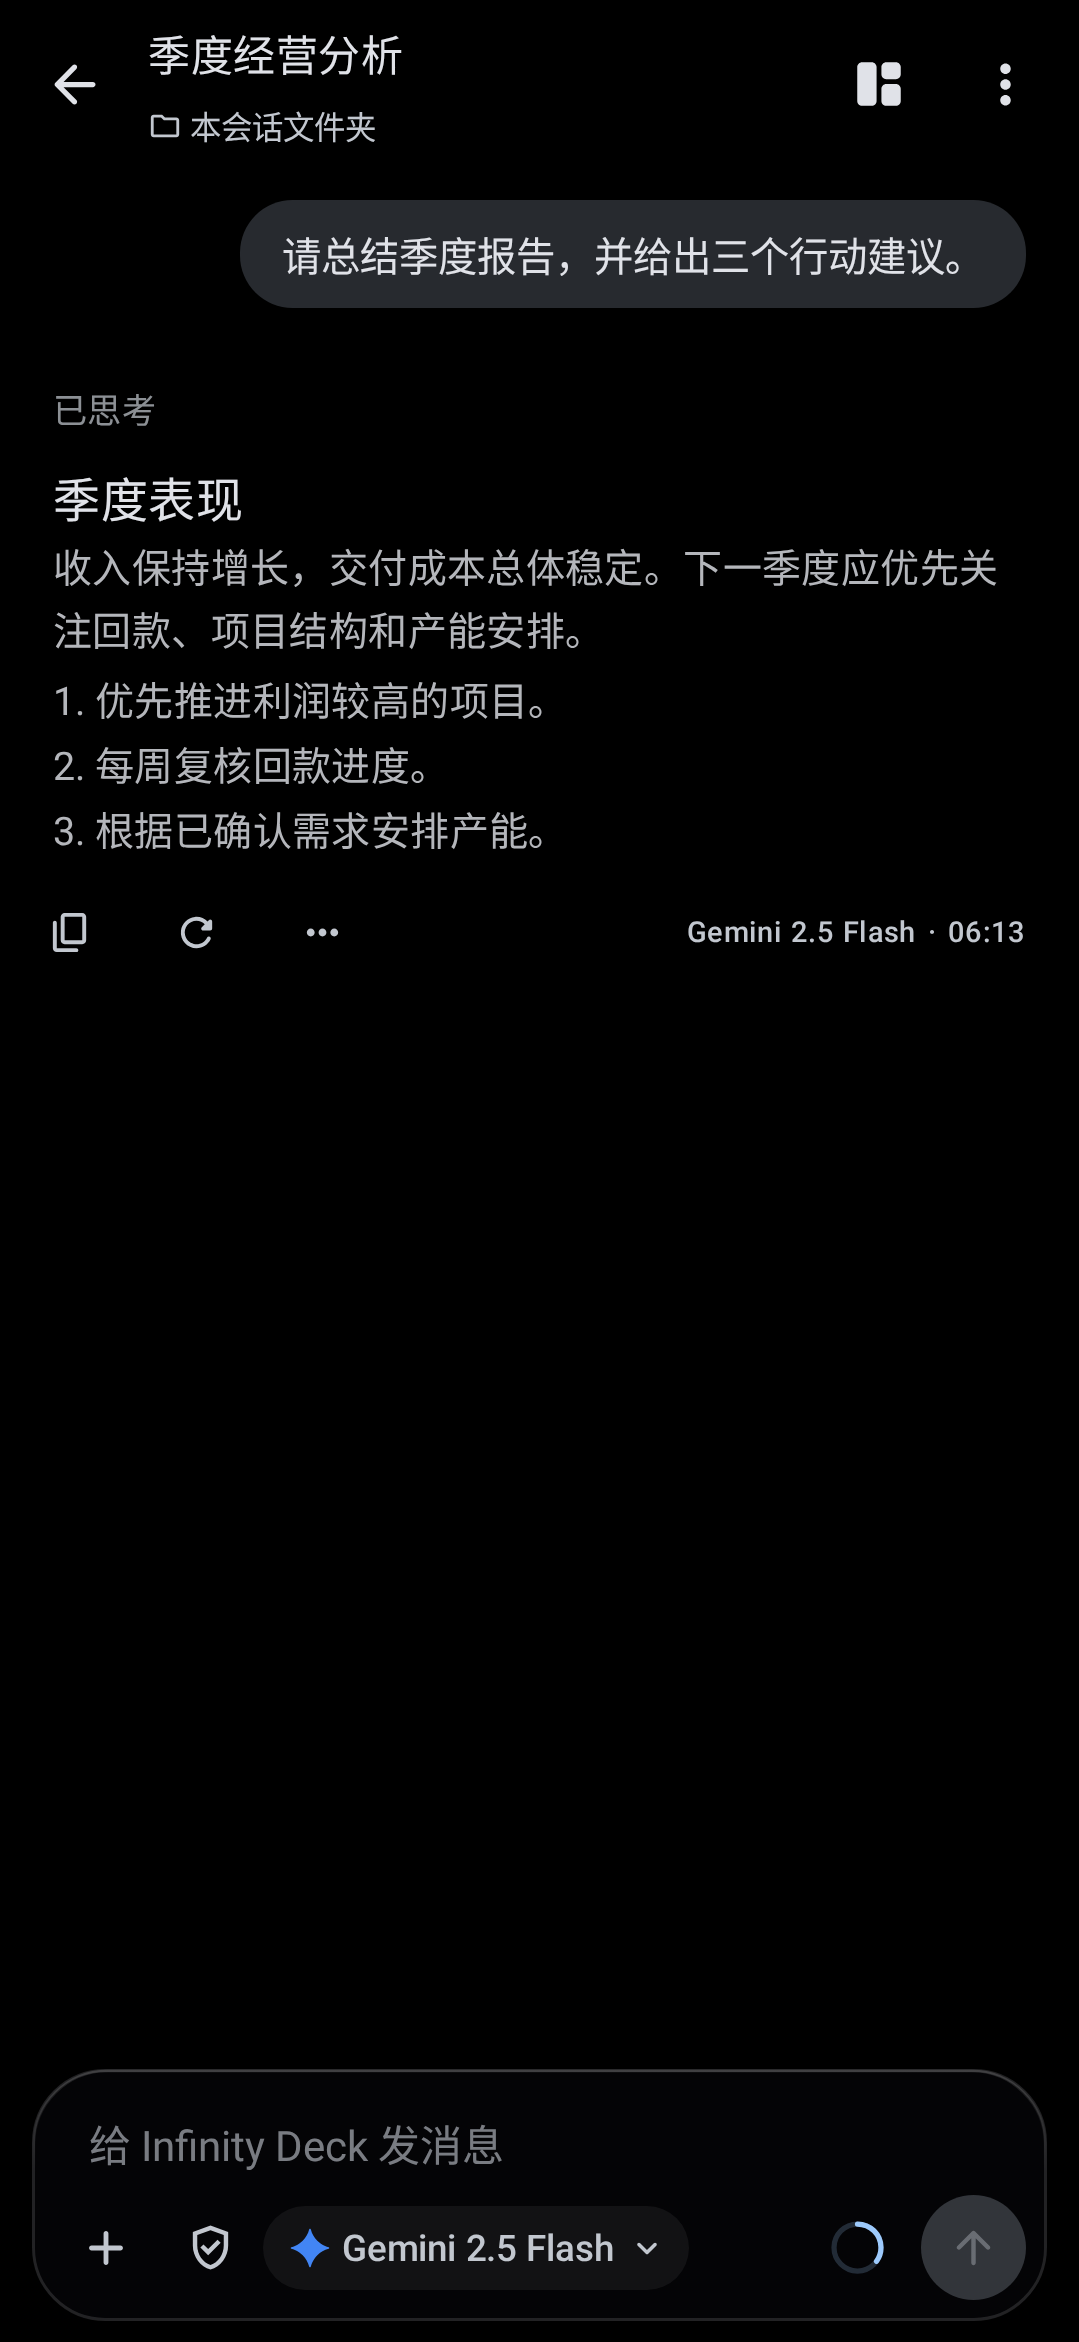 季度经营分析
本会话文件夹
请总结季度报告，并给出三个行动建议。
已思考
季度表现
收入保持增长，交付成本总体稳定。下一季度应优先关
注回款、项目结构和产能安排。
1. 优先推进利润较高的项目。
2. 每周复核回款进度。
3. 根据已确认需求安排产能。
Gemini 2.5 Flash · 06:13
给 Infinity Deck 发消息
Gemini 2.5 Flash